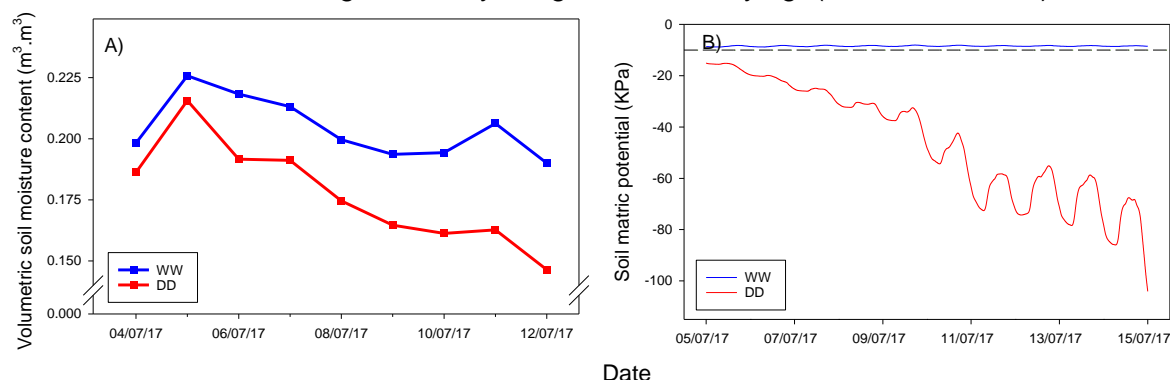 A)
Volumetric soil moisture content (m³.m³)
0.225
0.200
0.175
0.150
0.000
WW
DD
04/07/17 06/07/17 08/07/17 10/07/17 12/07/17
B)
Soil matric potential (KPa)
0
-20
-40
-60
-80
-100
WW
DD
05/07/17 07/07/17 09/07/17 11/07/17 13/07/17 15/07/17
Date